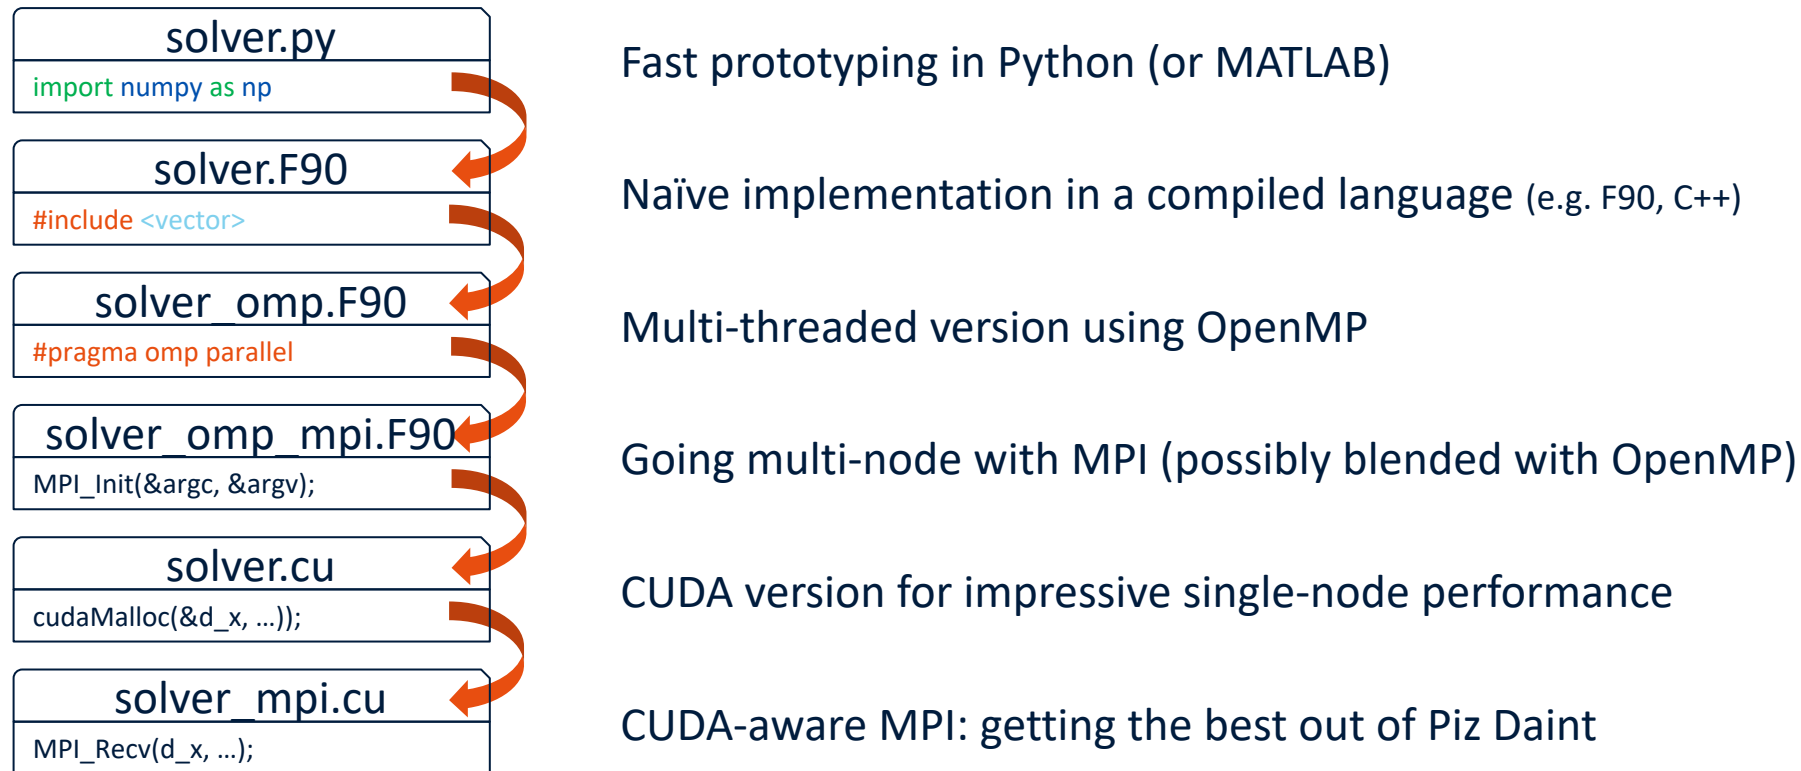 solver.py
import numpy as np
Fast prototyping in Python (or MATLAB)
solver.F90
#include <vector>
Naïve implementation in a compiled language (e.g. F90, C++)
solver_omp.F90
#pragma omp parallel
Multi-threaded version using OpenMP
solver_omp_mpi.F90
MPI_Init(&argc, &argv);
Going multi-node with MPI (possibly blended with OpenMP)
solver.cu
cudaMalloc(&d_x, …));
CUDA version for impressive single-node performance
solver_mpi.cu
MPI_Recv(d_x, …);
CUDA-aware MPI: getting the best out of Piz Daint